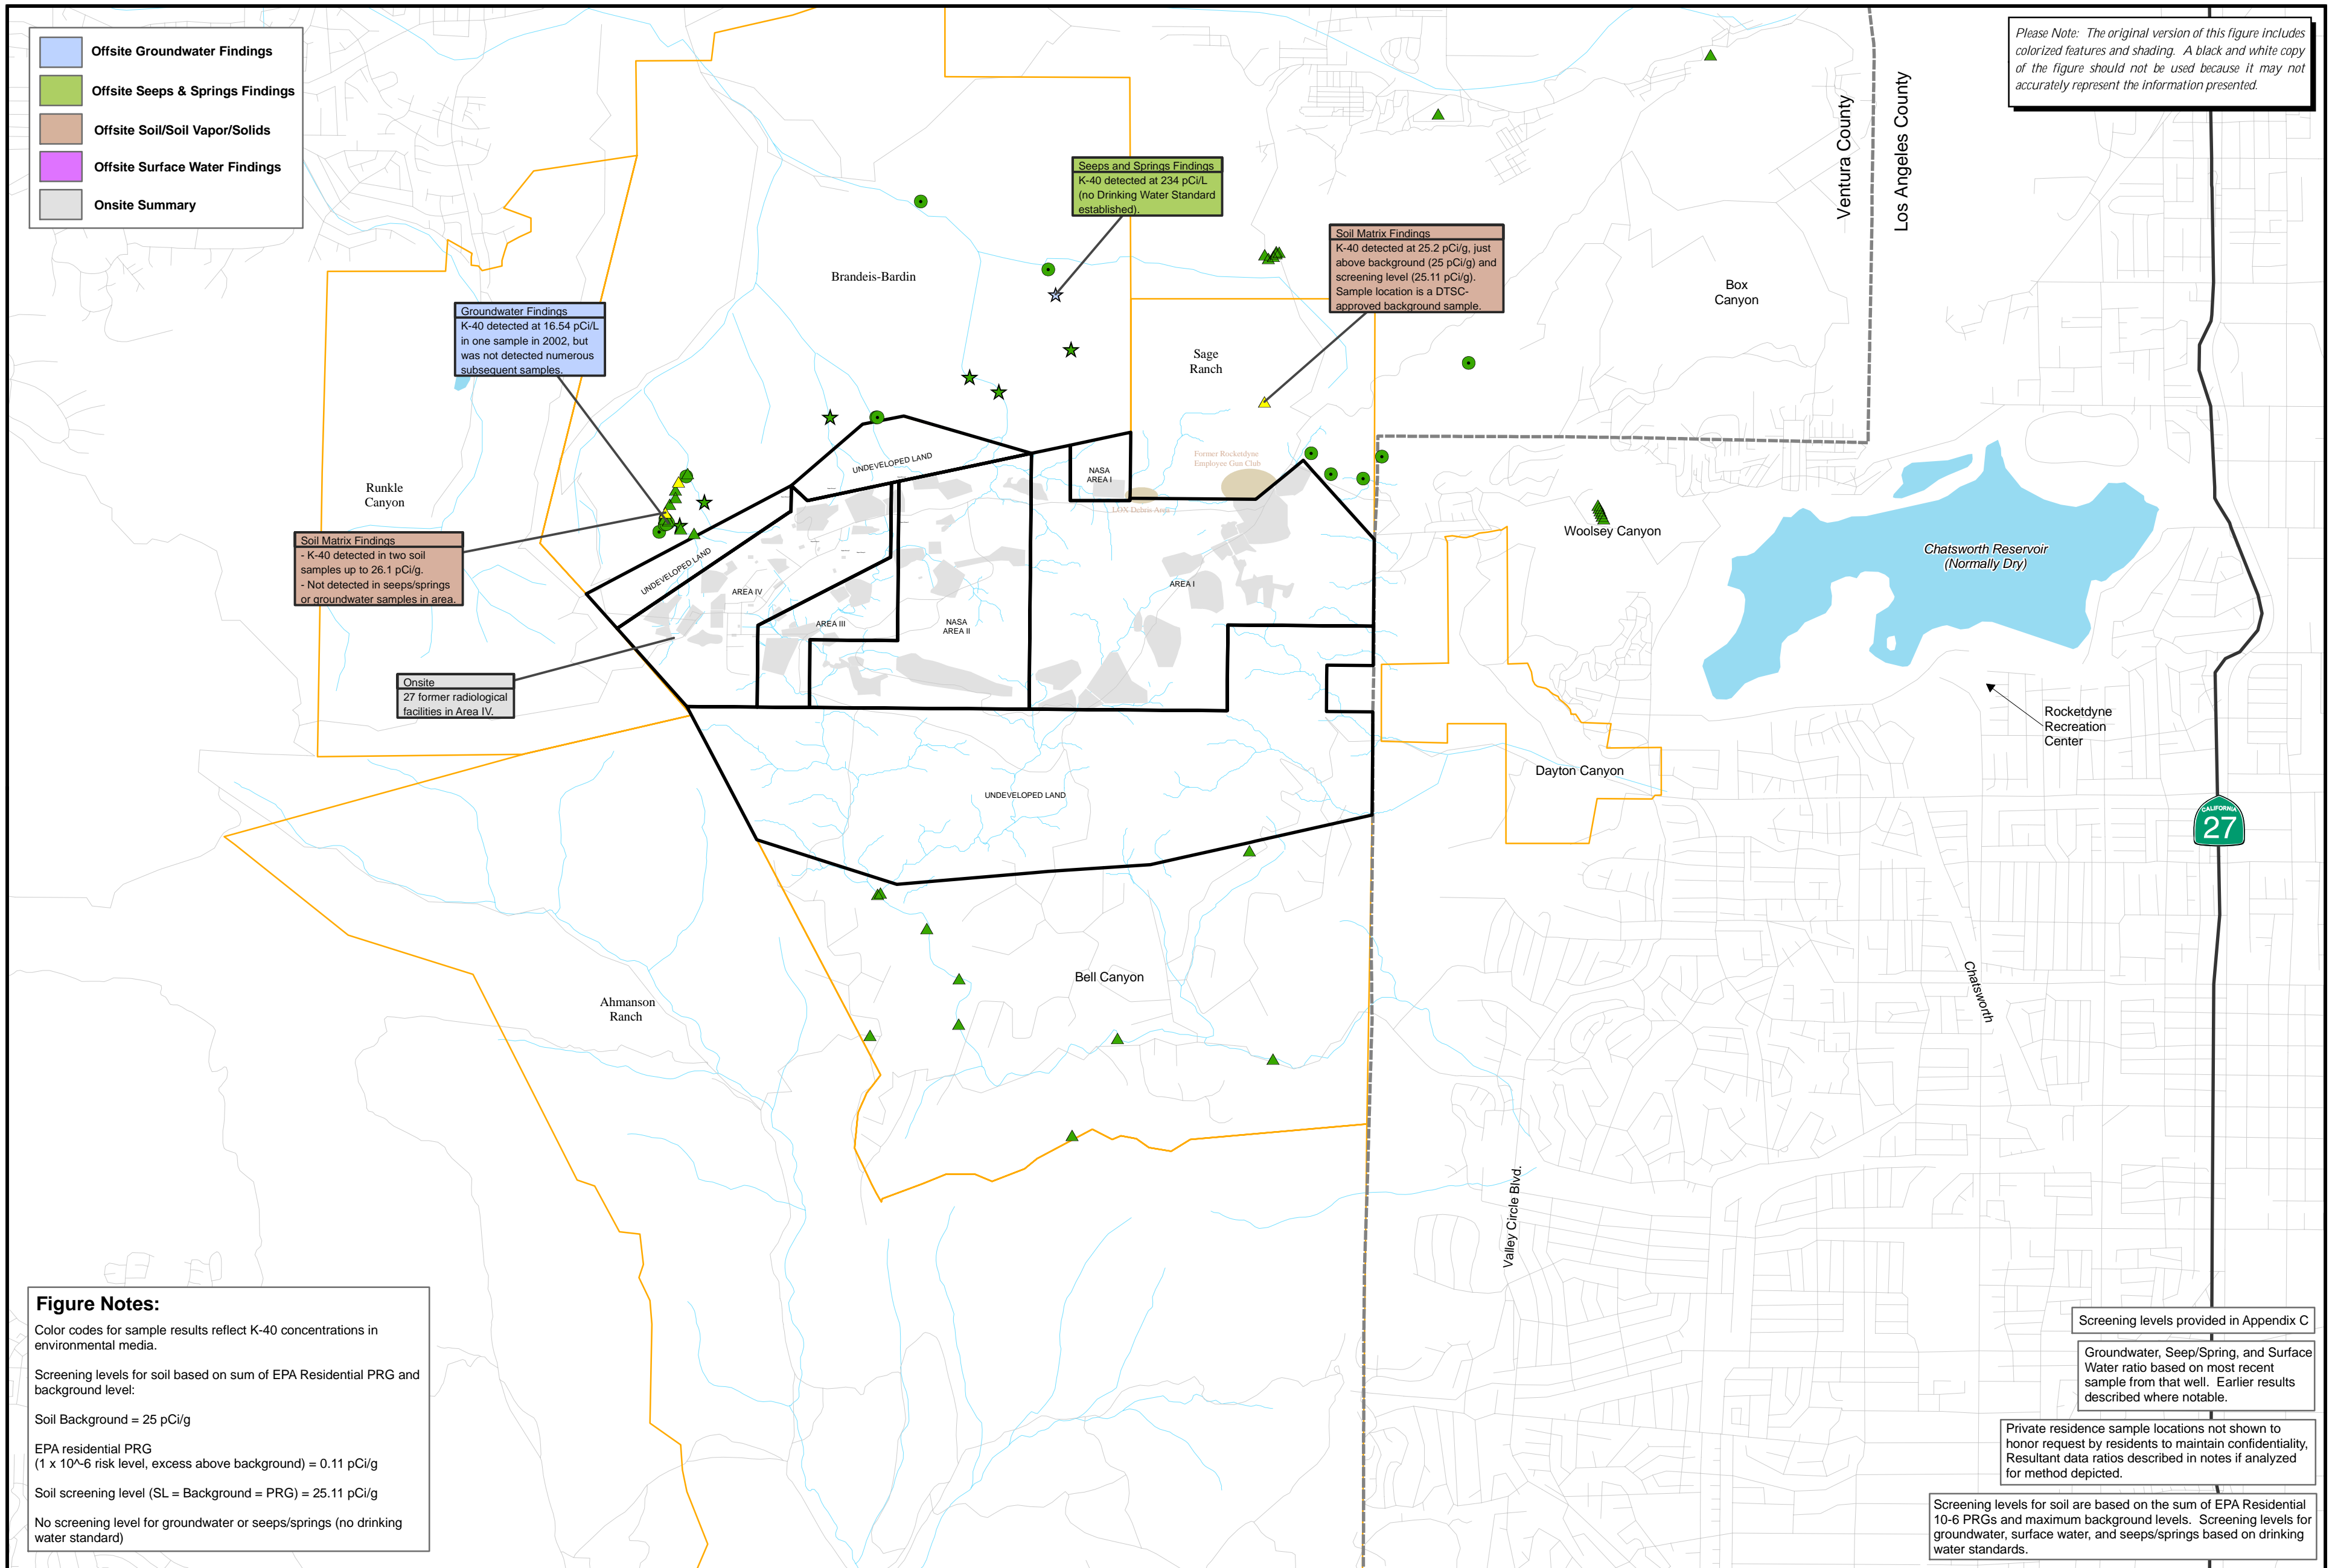 Offsite Groundwater Findings
Offsite Seeps & Springs Findings
Offsite Soil/Soil Vapor/Solids
Offsite Surface Water Findings
Onsite Summary
Please Note: The original version of this figure includes
colorized features and shading. A black and white copy
of the figure should not be used because it may not
accurately represent the information presented.
Ventura County
Los Angeles County
Seeps and Springs Findings
K-40 detected at 234 pCi/L
(no Drinking Water Standard
established).
Soil Matrix Findings
K-40 detected at 25.2 pCi/g, just
above background (25 pCi/g) and
screening level (25.11 pCi/g).
Sample location is a DTSC-
approved background sample.
Brandeis-Bardin
Box
Canyon
Groundwater Findings
K-40 detected at 16.54 pCi/L
in one sample in 2002, but
was not detected numerous
subsequent samples.
Sage
Ranch
Former Rocketdyne
Employee Gun Club
UNDEVELOPED LAND
NASA
AREA I
Runkle
Canyon
LOX Debris Area
Woolsey Canyon
Chatsworth Reservoir
(Normally Dry)
Soil Matrix Findings
- K-40 detected in two soil
samples up to 26.1 pCi/g.
- Not detected in seeps/springs
or groundwater samples in area.
UNDEVELOPED LAND
AREA IV
AREA I
AREA III
NASA
AREA II
Onsite
27 former radiological
facilities in Area IV.
Rocketdyne
Recreation
Center
Dayton Canyon
UNDEVELOPED LAND
CALIFORNIA
27
Bell Canyon
Ahmanson
Ranch
Chatsworth
Valley Circle Blvd.
Figure Notes:
Color codes for sample results reflect K-40 concentrations in
environmental media.
Screening levels for soil based on sum of EPA Residential PRG and
background level:
Soil Background = 25 pCi/g
EPA residential PRG
(1 x 10^-6 risk level, excess above background) = 0.11 pCi/g
Soil screening level (SL = Background = PRG) = 25.11 pCi/g
No screening level for groundwater or seeps/springs (no drinking
water standard)
Screening levels provided in Appendix C
Groundwater, Seep/Spring, and Surface
Water ratio based on most recent
sample from that well. Earlier results
described where notable.
Private residence sample locations not shown to
honor request by residents to maintain confidentiality,
Resultant data ratios described in notes if analyzed
for method depicted.
Screening levels for soil are based on the sum of EPA Residential
10-6 PRGs and maximum background levels. Screening levels for
groundwater, surface water, and seeps/springs based on drinking
water standards.